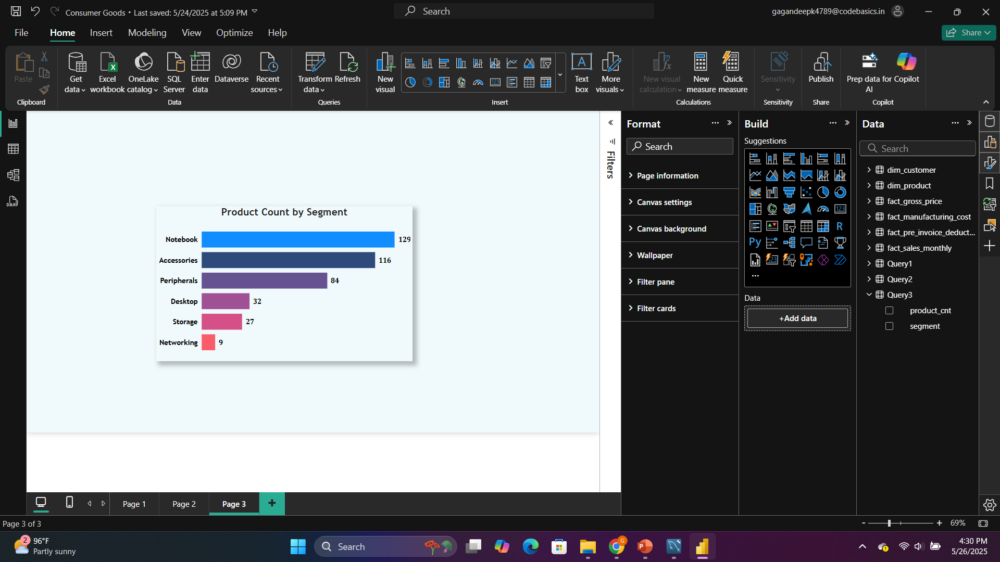 Consumer Goods • Last saved: 5/24/2025 at 5:09 PM
Search
gagandeepk4789@codebasics.in
File
Home
Insert
Modeling
View
Optimize
Help
Share
Paste
Clipboard
Get data
Excel workbook
OneLake catalog
SQL Server
Enter data
Dataverse
Recent sources
Data
Transform data
Refresh
Queries
New visual
Text box
More visuals
Insert
New visual calculation
New measure
Quick measure
Calculations
Sensitivity
Sensitivity
Publish
Share
Prep data for AI
Copilot
Copilot
Product Count by Segment
Notebook 129
Accessories 116
Peripherals 84
Desktop 32
Storage 27
Networking 9
Filters
Format
Search
Page information
Canvas settings
Canvas background
Wallpaper
Filter pane
Filter cards
Build
Suggestions
R
Py
123
Data
+Add data
Data
Search
dim_customer
dim_product
fact_gross_price
fact_manufacturing_cost
fact_pre_invoice_deduct...
fact_sales_monthly
Query1
Query2
Query3
product_cnt
segment
DAX
Page 1
Page 2
Page 3
Page 3 of 3
- + 69%
2
96°F
Partly sunny
Search
4:30 PM
5/26/2025